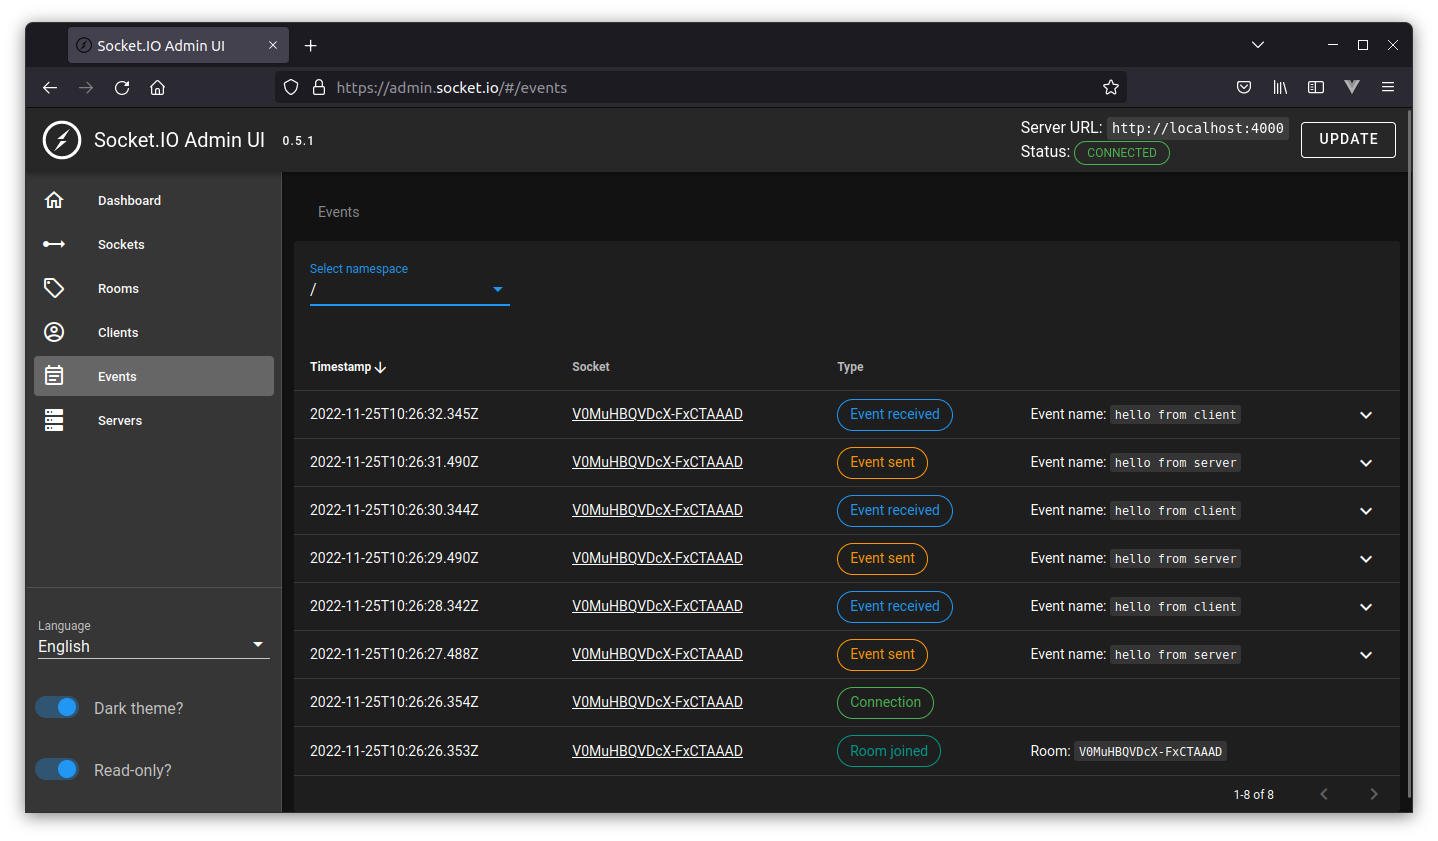 Socket.IO Admin UI
https://admin.socket.io/#/events
Socket.IO Admin UI 0.5.1
Server URL: http://localhost:4000
Status: CONNECTED
UPDATE
Dashboard
Sockets
Rooms
Clients
Events
Servers
Language
English
Dark theme?
Read-only?
Events
Select namespace
/
Timestamp Socket Type
2022-11-25T10:26:32.345Z V0MuHBQVDcX-FxCTAAAD Event received Event name: hello from client
2022-11-25T10:26:31.490Z V0MuHBQVDcX-FxCTAAAD Event sent Event name: hello from server
2022-11-25T10:26:30.344Z V0MuHBQVDcX-FxCTAAAD Event received Event name: hello from client
2022-11-25T10:26:29.490Z V0MuHBQVDcX-FxCTAAAD Event sent Event name: hello from server
2022-11-25T10:26:28.342Z V0MuHBQVDcX-FxCTAAAD Event received Event name: hello from client
2022-11-25T10:26:27.488Z V0MuHBQVDcX-FxCTAAAD Event sent Event name: hello from server
2022-11-25T10:26:26.354Z V0MuHBQVDcX-FxCTAAAD Connection
2022-11-25T10:26:26.353Z V0MuHBQVDcX-FxCTAAAD Room joined Room: V0MuHBQVDcX-FxCTAAAD
1-8 of 8